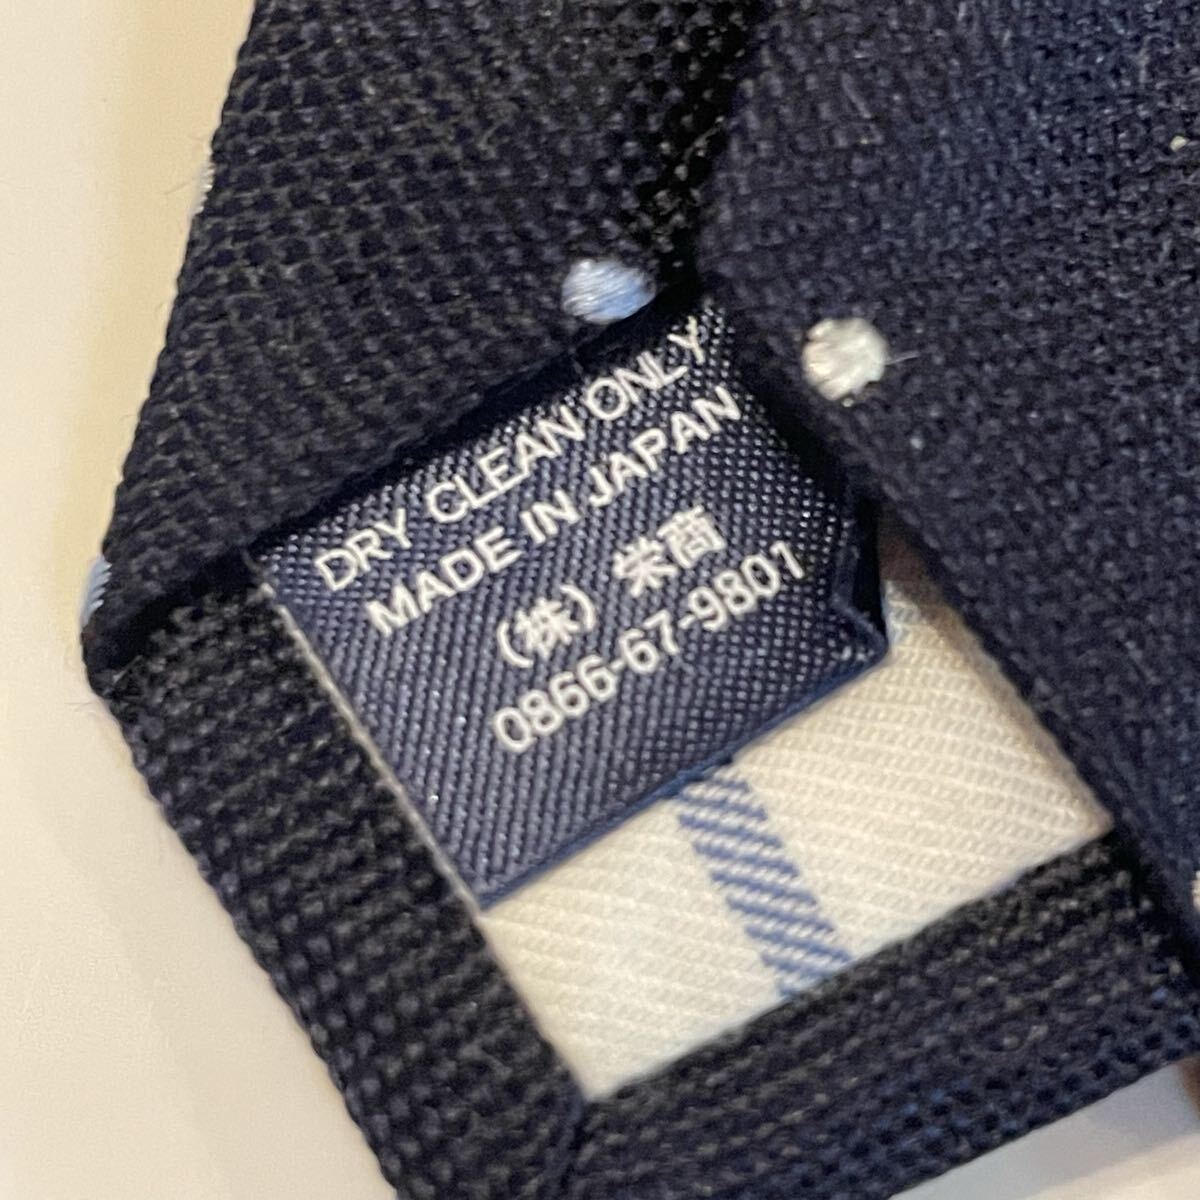 DRY CLEAN ONLY
MADE IN JAPAN
(株) 栄商
0866-67-9801